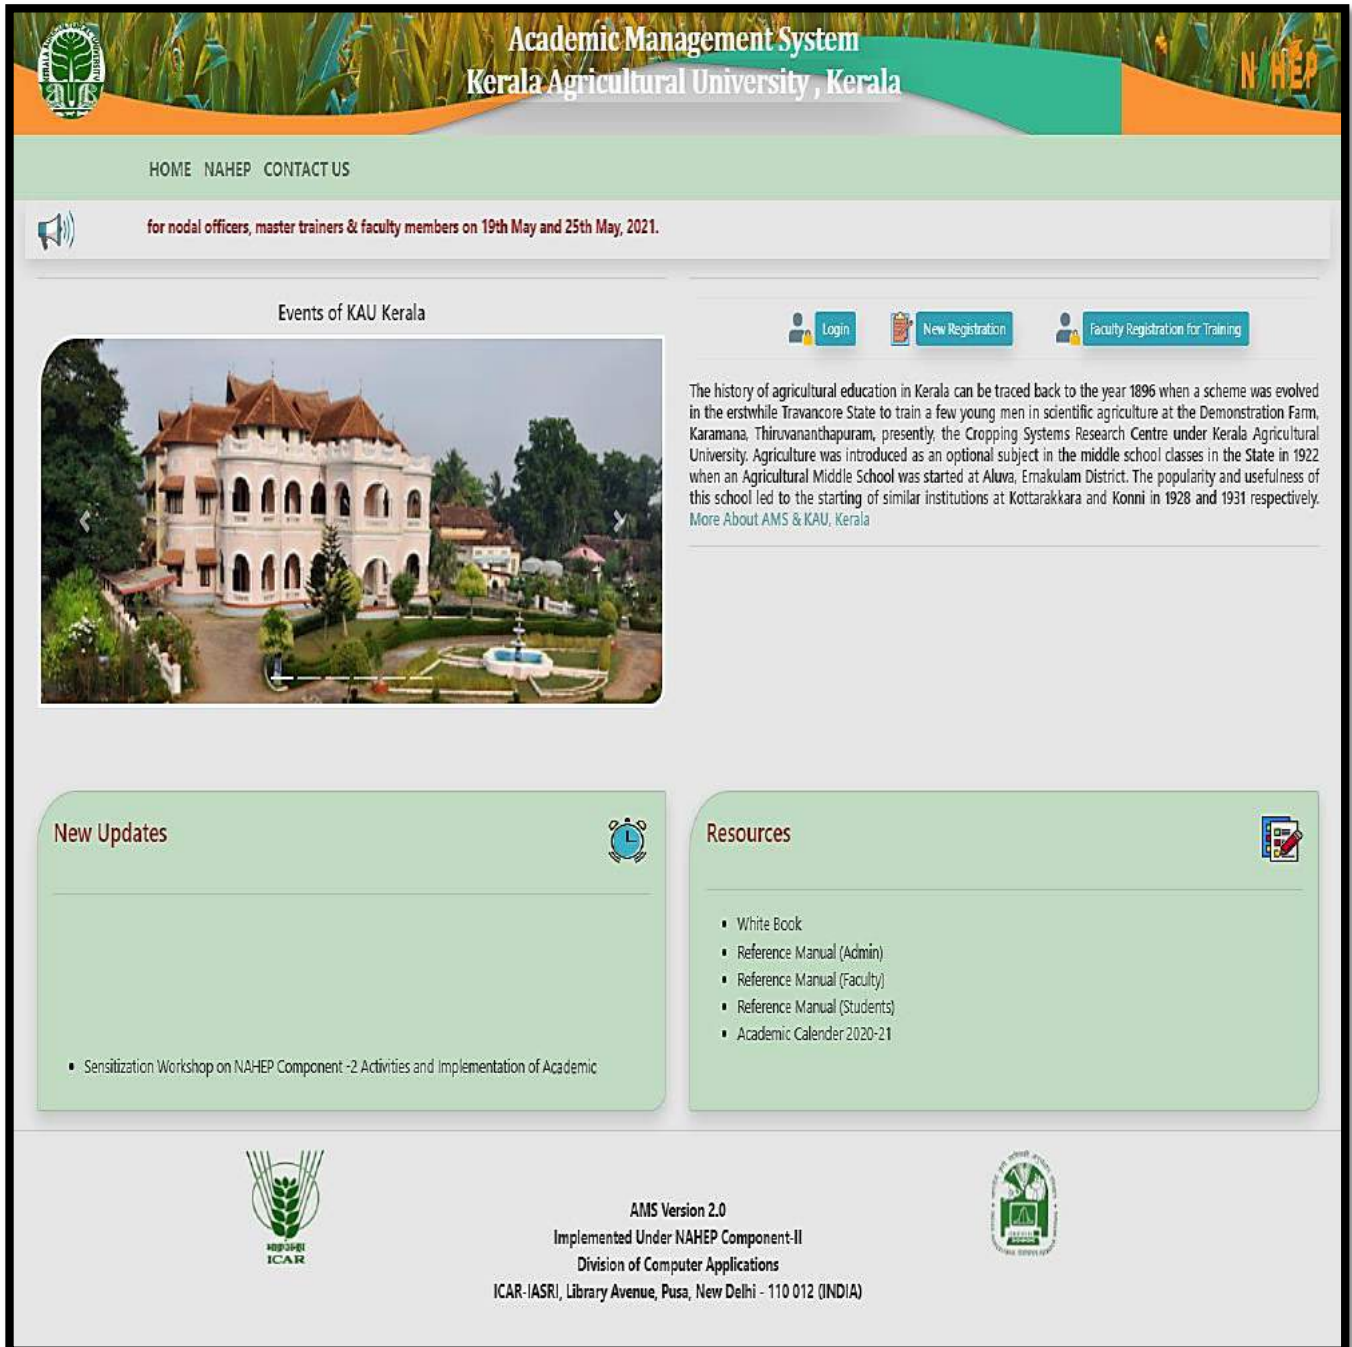 Academic Management System
Kerala Agricultural University , Kerala
HOME NAHEP CONTACT US
for nodal officers, master trainers & faculty members on 19th May and 25th May, 2021.
Events of KAU Kerala
Login
New Registration
Faculty Registration for Training
The history of agricultural education in Kerala can be traced back to the year 1896 when a scheme was evolved
in the erstwhile Travancore State to train a few young men in scientific agriculture at the Demonstration Farm,
Karamana, Thiruvananthapuram, presently, the Cropping Systems Research Centre under Kerala Agricultural
University. Agriculture was introduced as an optional subject in the middle school classes in the State in 1922
when an Agricultural Middle School was started at Aluva, Ernakulam District. The popularity and usefulness of
this school led to the starting of similar institutions at Kottarakkara and Konni in 1928 and 1931 respectively.
More About AMS & KAU, Kerala
New Updates
Sensitization Workshop on NAHEP Component -2 Activities and Implementation of Academic
Resources
White Book
Reference Manual (Admin)
Reference Manual (Faculty)
Reference Manual (Students)
Academic Calender 2020-21
ICAR
AMS Version 2.0
Implemented Under NAHEP Component-II
Division of Computer Applications
ICAR-IASRI, Library Avenue, Pusa, New Delhi - 110 012 (INDIA)